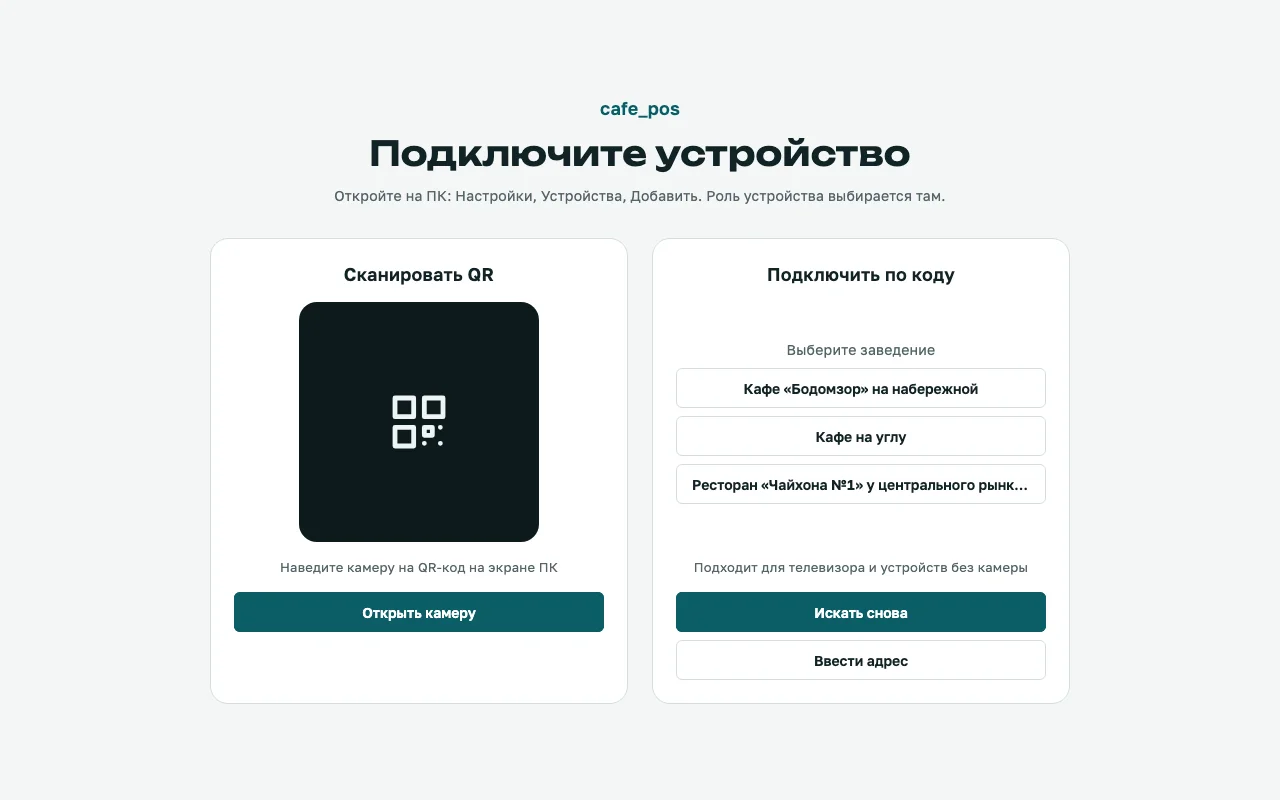 cafe_pos
Подключите устройство
Откройте на ПК: Настройки, Устройства, Добавить. Роль устройства выбирается там.
Сканировать QR
Наведите камеру на QR-код на экране ПК
Открыть камеру
Подключить по коду
Выберите заведение
Кафе «Бодомзор» на набережной
Кафе на углу
Ресторан «Чайхона №1» у центрального рынк...
Подходит для телевизора и устройств без камеры
Искать снова
Ввести адрес